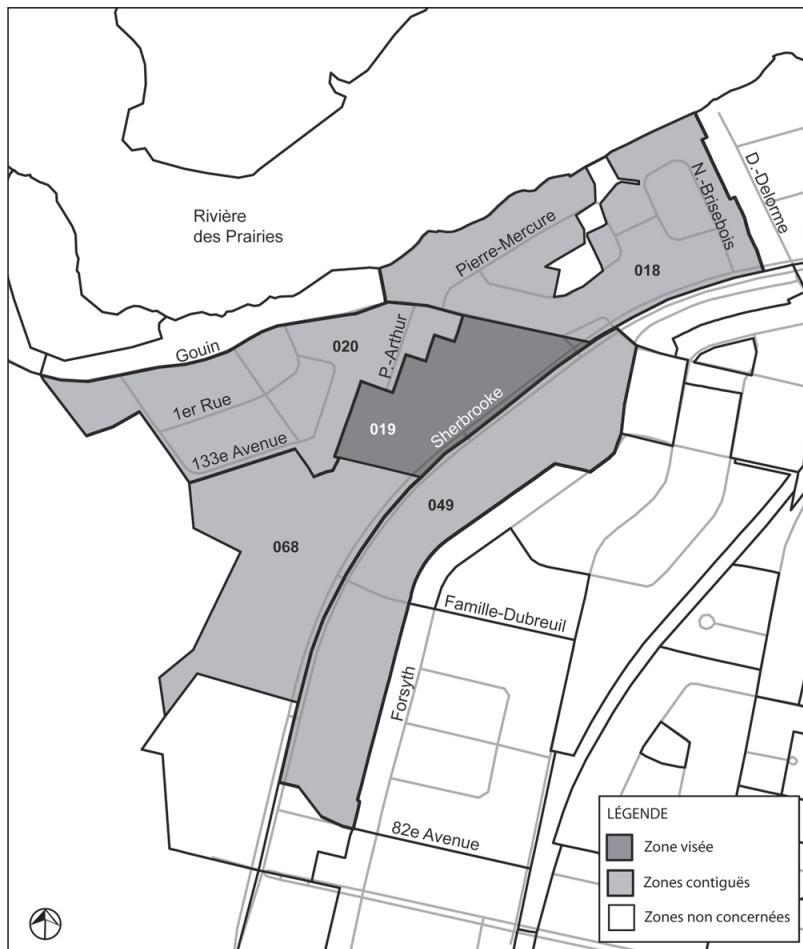 D.-Delorme
N.-Brisebois
Rivière
des Prairies
Pierre-Mercure
018
020
P.-Arthur
Gouin
1er Rue
019
Sherbrooke
133e Avenue
049
068
Famille-Dubreuil
Forsyth
82e Avenue
LÉGENDE
Zone visée
Zones contiguës
Zones non concernées